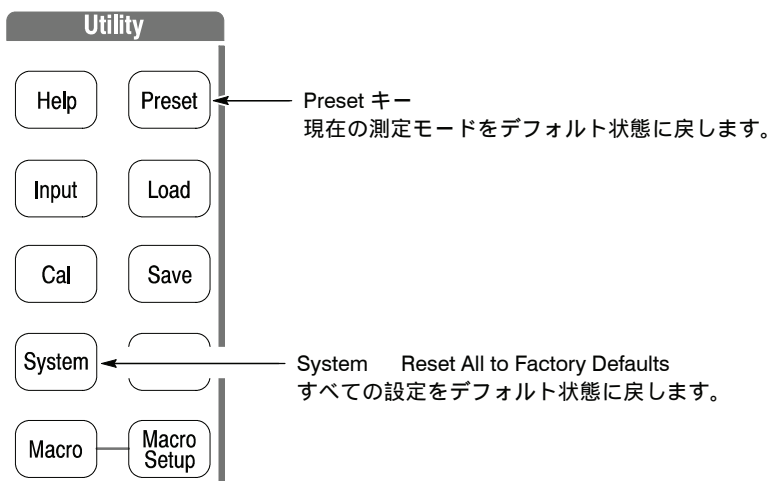 Utility
Help
Preset
Preset キー
現在の測定モードをデフォルト状態に戻します。
Input
Load
Cal
Save
System
System Reset All to Factory Defaults
すべての設定をデフォルト状態に戻します。
Macro
Macro
Setup